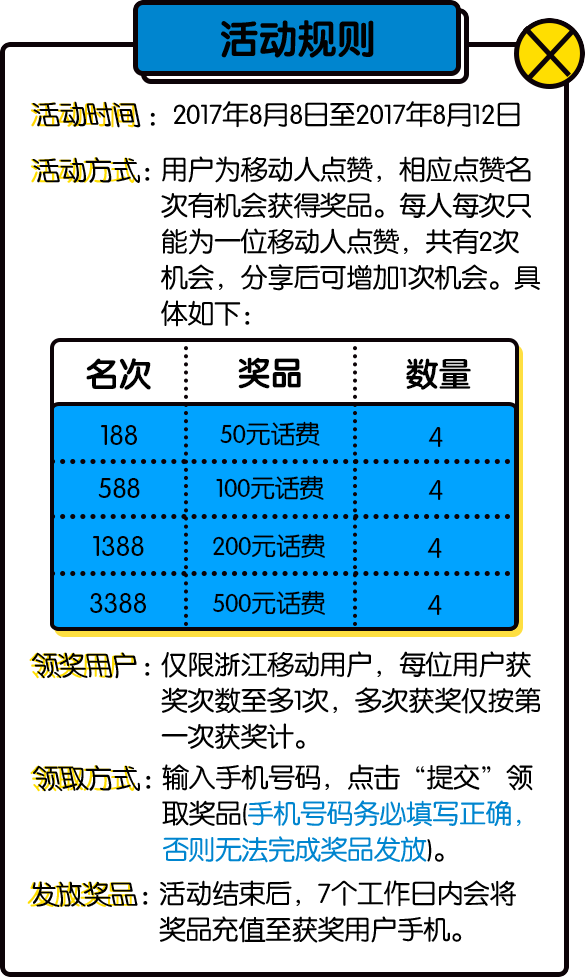 活动规则
活动时间： 2017年8月8日至2017年8月12日
活动方式：用户为移动人点赞，相应点赞名
次有机会获得奖品。每人每次只
能为一位移动人点赞，共有2次
机会，分享后可增加1次机会。具
体如下：
名次 奖品 数量
188 50元话费 4
588 100元话费 4
1388 200元话费 4
3388 500元话费 4
领奖用户：仅限浙江移动用户，每位用户获
奖次数至多1次，多次获奖仅按第
一次获奖计。
领取方式：输入手机号码，点击“提交”领
取奖品(手机号码务必填写正确，
否则无法完成奖品发放)。
发放奖品：活动结束后，7个工作日内会将
奖品充值至获奖用户手机。